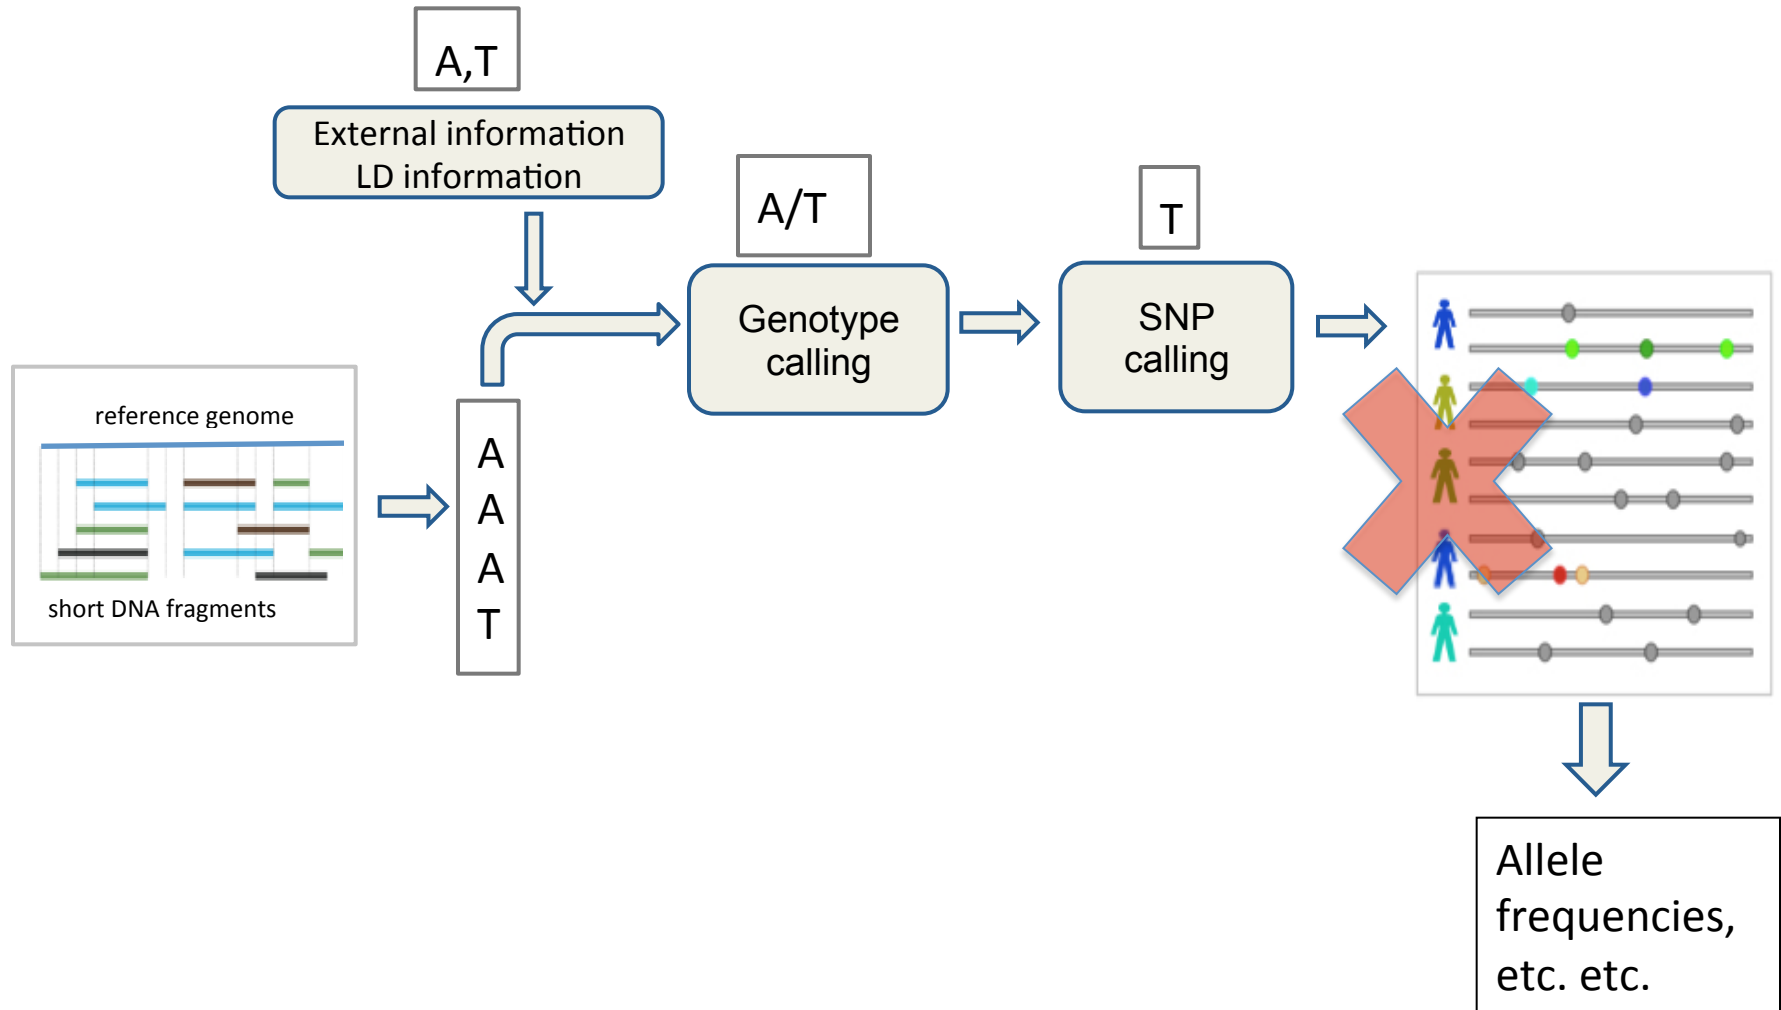 A,T
External information
LD information
A/T
T
Genotype
calling
SNP
calling
reference genome
short DNA fragments
A
A
A
T
Allele
frequencies,
etc. etc.